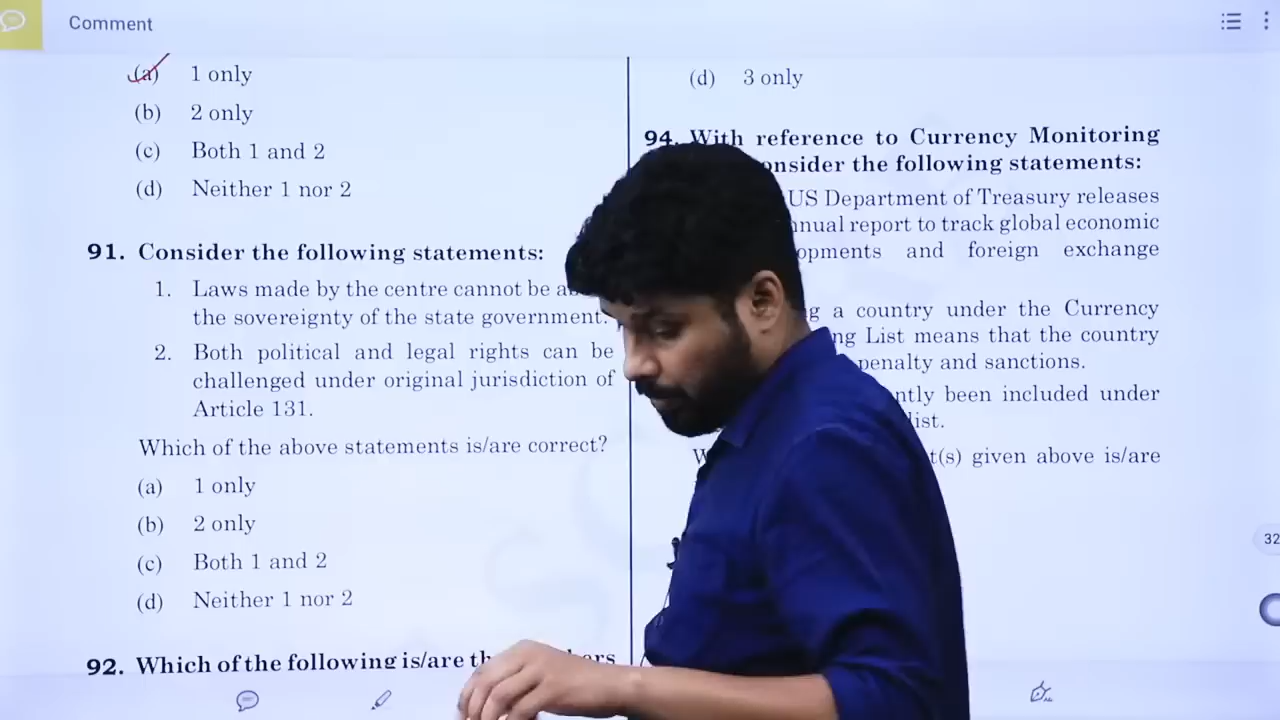 Comment
(a) 1 only
(b) 2 only
(c) Both 1 and 2
(d) Neither 1 nor 2
91. Consider the following statements:
1. Laws made by the centre cannot be
the sovereignty of the state government.
2. Both political and legal rights can be
challenged under original jurisdiction of
Article 131.
Which of the above statements is/are correct?
(a) 1 only
(b) 2 only
(c) Both 1 and 2
(d) Neither 1 nor 2
92. Which of the following is/are
(d) 3 only
94. With reference to Currency Monitoring
consider the following statements:
US Department of Treasury releases
report to track global economic
and foreign exchange
a country under the Currency
List means that the country
penalty and sanctions.
been included under
list.
given above is/are
32